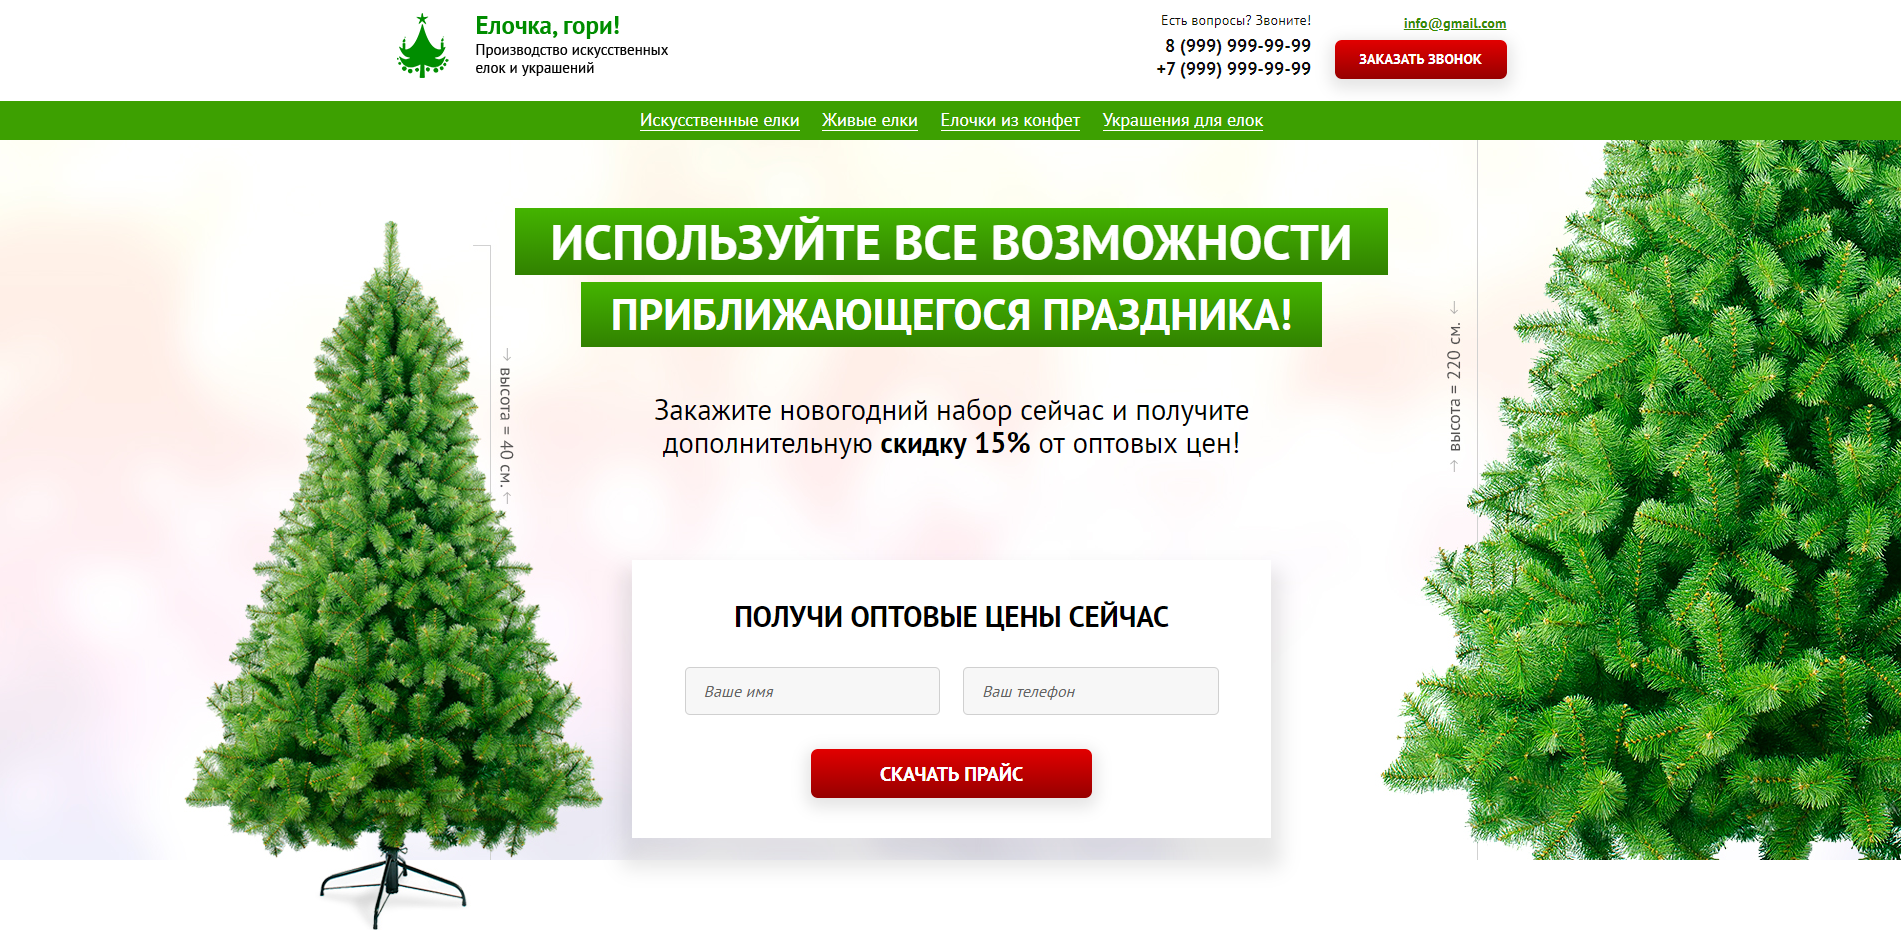 Елочка, гори!
Производство искусственных
елок и украшений
Есть вопросы? Звоните!
8 (999) 999-99-99
+7 (999) 999-99-99
info@gmail.com
ЗАКАЗАТЬ ЗВОНОК
Искусственные елки Живые елки Елочки из конфет Украшения для елок
ИСПОЛЬЗУЙТЕ ВСЕ ВОЗМОЖНОСТИ
ПРИБЛИЖАЮЩЕГОСЯ ПРАЗДНИКА!
← высота = 40 см. →
← высота = 220 см. →
Закажите новогодний набор сейчас и получите
дополнительную скидку 15% от оптовых цен!
ПОЛУЧИ ОПТОВЫЕ ЦЕНЫ СЕЙЧАС
Ваше имя
Ваш телефон
СКАЧАТЬ ПРАЙС